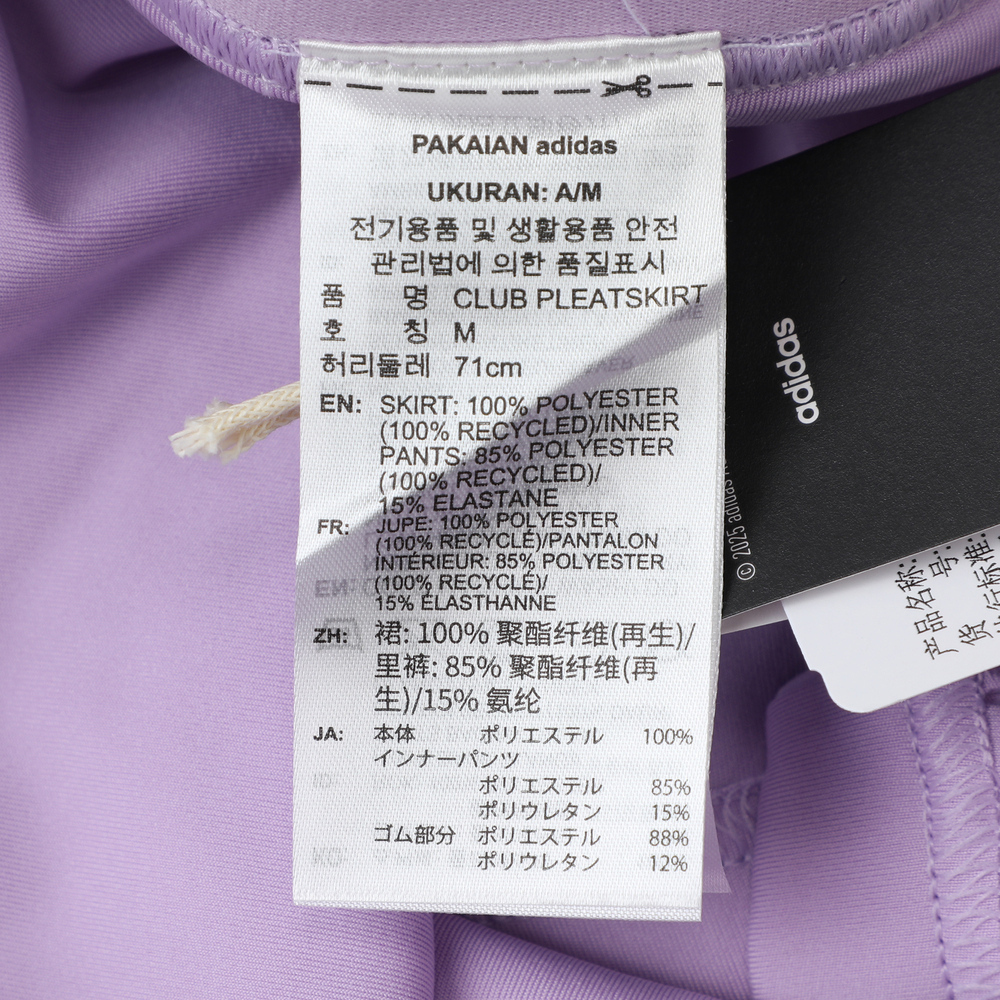 PAKAIAN adidas
UKURAN: A/M
전기용품 및 생활용품 안전
관리법에 의한 품질표시
품 명 CLUB PLEATSKIRT
호 칭 M
허리둘레 71cm
EN: SKIRT: 100% POLYESTER
(100% RECYCLED)/INNER
PANTS: 85% POLYESTER
(100% RECYCLED)/
15% ELASTANE
FR: JUPE: 100% POLYESTER
(100% RECYCLÉ)/PANTALON
INTÉRIEUR: 85% POLYESTER
(100% RECYCLÉ)/
15% ÉLASTHANNE
ZH: 裙: 100% 聚酯纤维(再生)/
里裤: 85% 聚酯纤维(再
生)/15% 氨纶
JA: 本体 ポリエステル 100%
インナーパンツ
ポリエステル 85%
ポリウレタン 15%
ゴム部分 ポリエステル 88%
ポリウレタン 12%
adidas
© 2025 adidas
产品名称:
号:
货